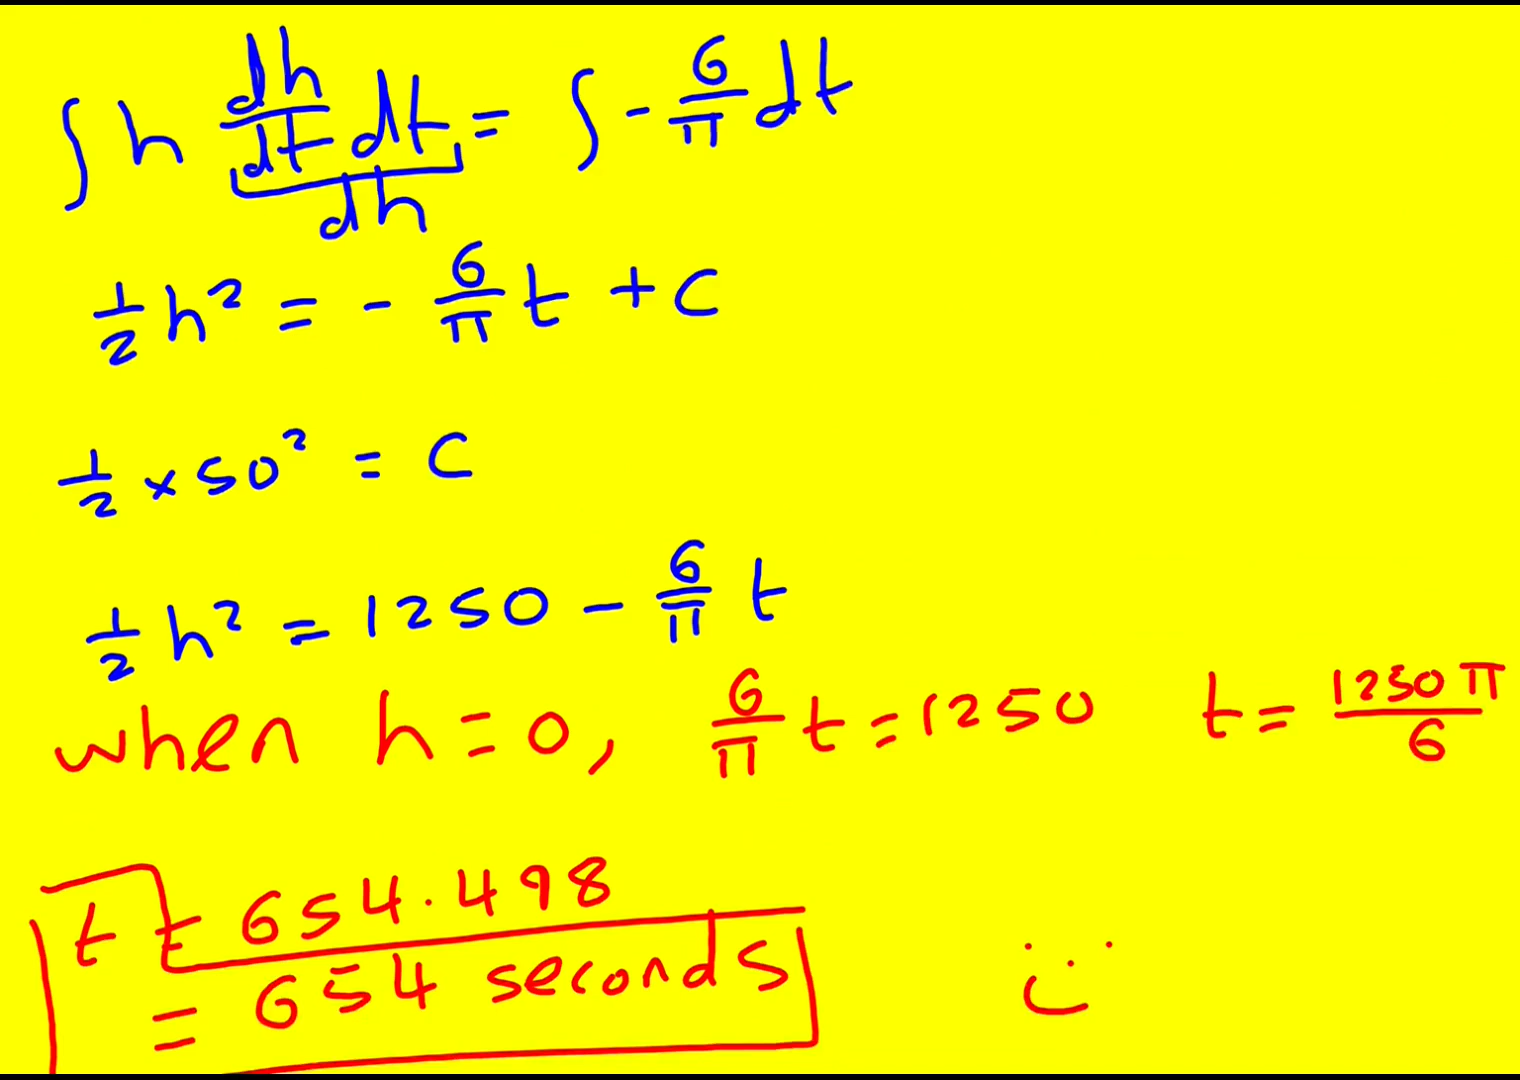 ∫ h dh/dt dt = ∫ - 6/π dt
dh
1/2 h² = - 6/π t + c
1/2 × 50² = c
1/2 h² = 1250 - 6/π t
when h = 0, 6/π t = 1250 t = 1250π/6
t = 654.498
= 654 seconds